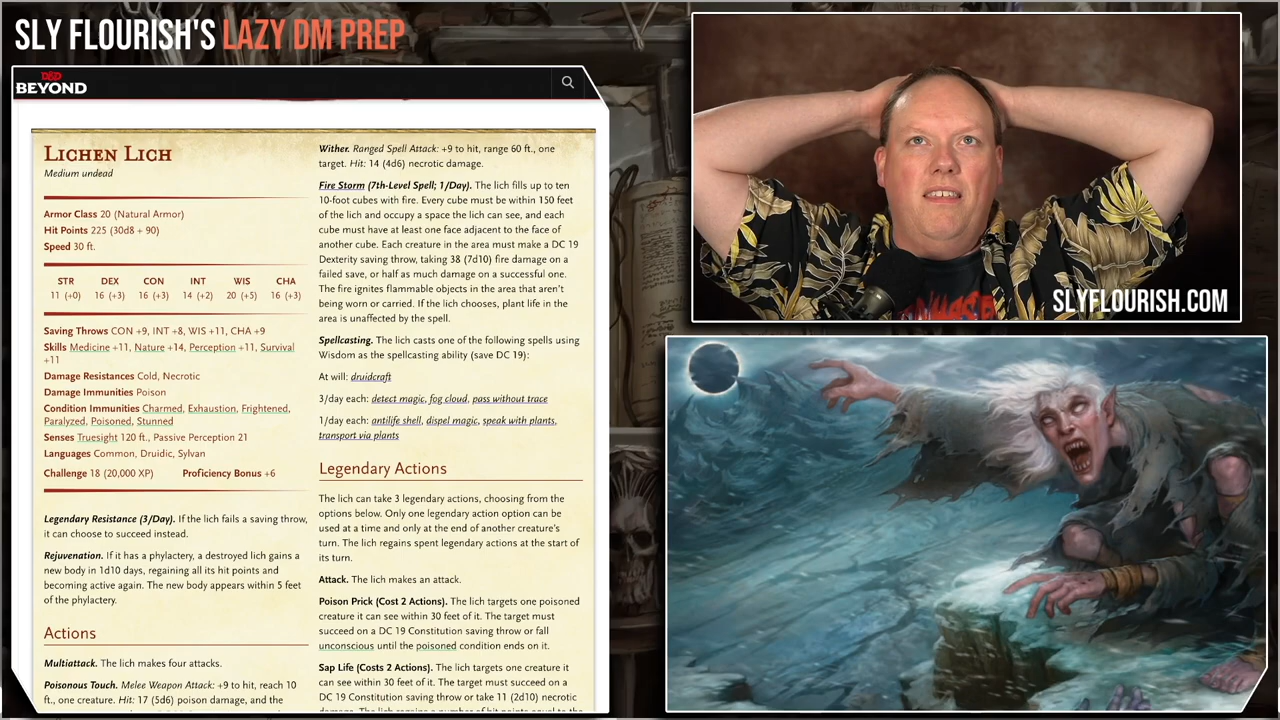 SLY FLOURISH'S LAZY DM PREP
D&D
BEYOND
LICHEN LICH
Medium undead
Armor Class 20 (Natural Armor)
Hit Points 225 (30d8 + 90)
Speed 30 ft.
STR DEX CON INT WIS CHA
11 (+0) 16 (+3) 16 (+3) 14 (+2) 20 (+5) 16 (+3)
Saving Throws CON +9, INT +8, WIS +11, CHA +9
Skills Medicine +11, Nature +14, Perception +11, Survival
+11
Damage Resistances Cold, Necrotic
Damage Immunities Poison
Condition Immunities Charmed, Exhaustion, Frightened,
Paralyzed, Poisoned, Stunned
Senses Truesight 120 ft., Passive Perception 21
Languages Common, Druidic, Sylvan
Challenge 18 (20,000 XP) Proficiency Bonus +6
Legendary Resistance (3/Day). If the lich fails a saving throw,
it can choose to succeed instead.
Rejuvenation. If it has a phylactery, a destroyed lich gains a
new body in 1d10 days, regaining all its hit points and
becoming active again. The new body appears within 5 feet
of the phylactery.
Actions
Multiattack. The lich makes four attacks.
Poisonous Touch. Melee Weapon Attack: +9 to hit, reach 10
ft., one creature. Hit: 17 (5d6) poison damage, and the
Wither. Ranged Spell Attack: +9 to hit, range 60 ft., one
target. Hit: 14 (4d6) necrotic damage.
Fire Storm (7th-Level Spell; 1/Day). The lich fills up to ten
10-foot cubes with fire. Every cube must be within 150 feet
of the lich and occupy a space the lich can see, and each
cube must have at least one face adjacent to the face of
another cube. Each creature in the area must make a DC 19
Dexterity saving throw, taking 38 (7d10) fire damage on a
failed save, or half as much damage on a successful one.
The fire ignites flammable objects in the area that aren't
being worn or carried. If the lich chooses, plant life in the
area is unaffected by the spell.
Spellcasting. The lich casts one of the following spells using
Wisdom as the spellcasting ability (save DC 19):
At will: druidcraft
3/day each: detect magic, fog cloud, pass without trace
1/day each: antilife shell, dispel magic, speak with plants,
transport via plants
Legendary Actions
The lich can take 3 legendary actions, choosing from the
options below. Only one legendary action option can be
used at a time and only at the end of another creature's
turn. The lich regains spent legendary actions at the start of
its turn.
Attack. The lich makes an attack.
Poison Prick (Cost 2 Actions). The lich targets one poisoned
creature it can see within 30 feet of it. The target must
succeed on a DC 19 Constitution saving throw or fall
unconscious until the poisoned condition ends on it.
Sap Life (Costs 2 Actions). The lich targets one creature it
can see within 30 feet of it. The target must succeed on a
DC 19 Constitution saving throw or take 11 (2d10) necrotic
damage. The lich regains a number of hit points equal to the
SLYFLOURISH.COM